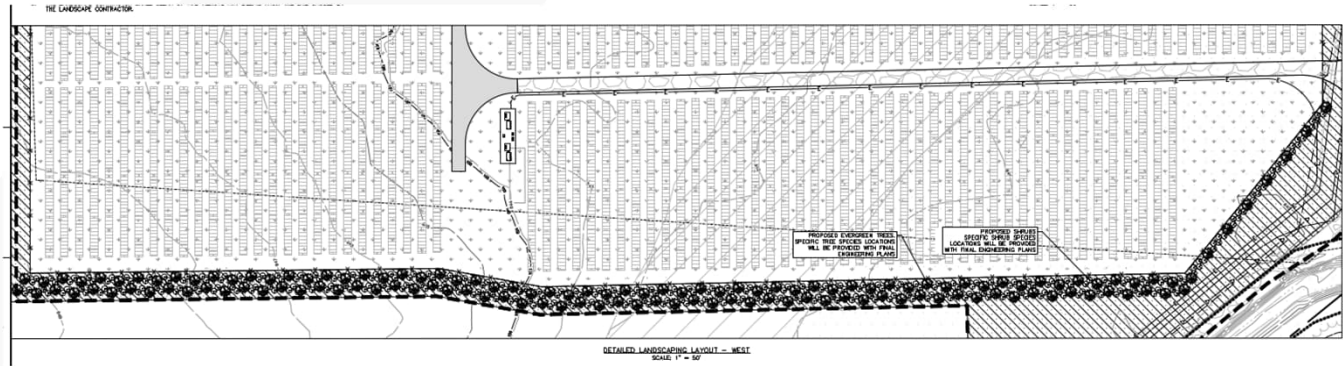 THE LANDSCAPE CONTRACTOR.
PROPOSED EVERGREEN TREES.
SPECIFIC TREE SPECIES LOCATIONS
WILL BE PROVIDED WITH FINAL
ENGINEERING PLANS
PROPOSED SHRUBS
SPECIFIC SHRUB SPECIES
LOCATIONS WILL BE PROVIDED
WITH FINAL ENGINEERING PLANS
DETAILED LANDSCAPING LAYOUT - WEST
SCALE: 1" = 50'